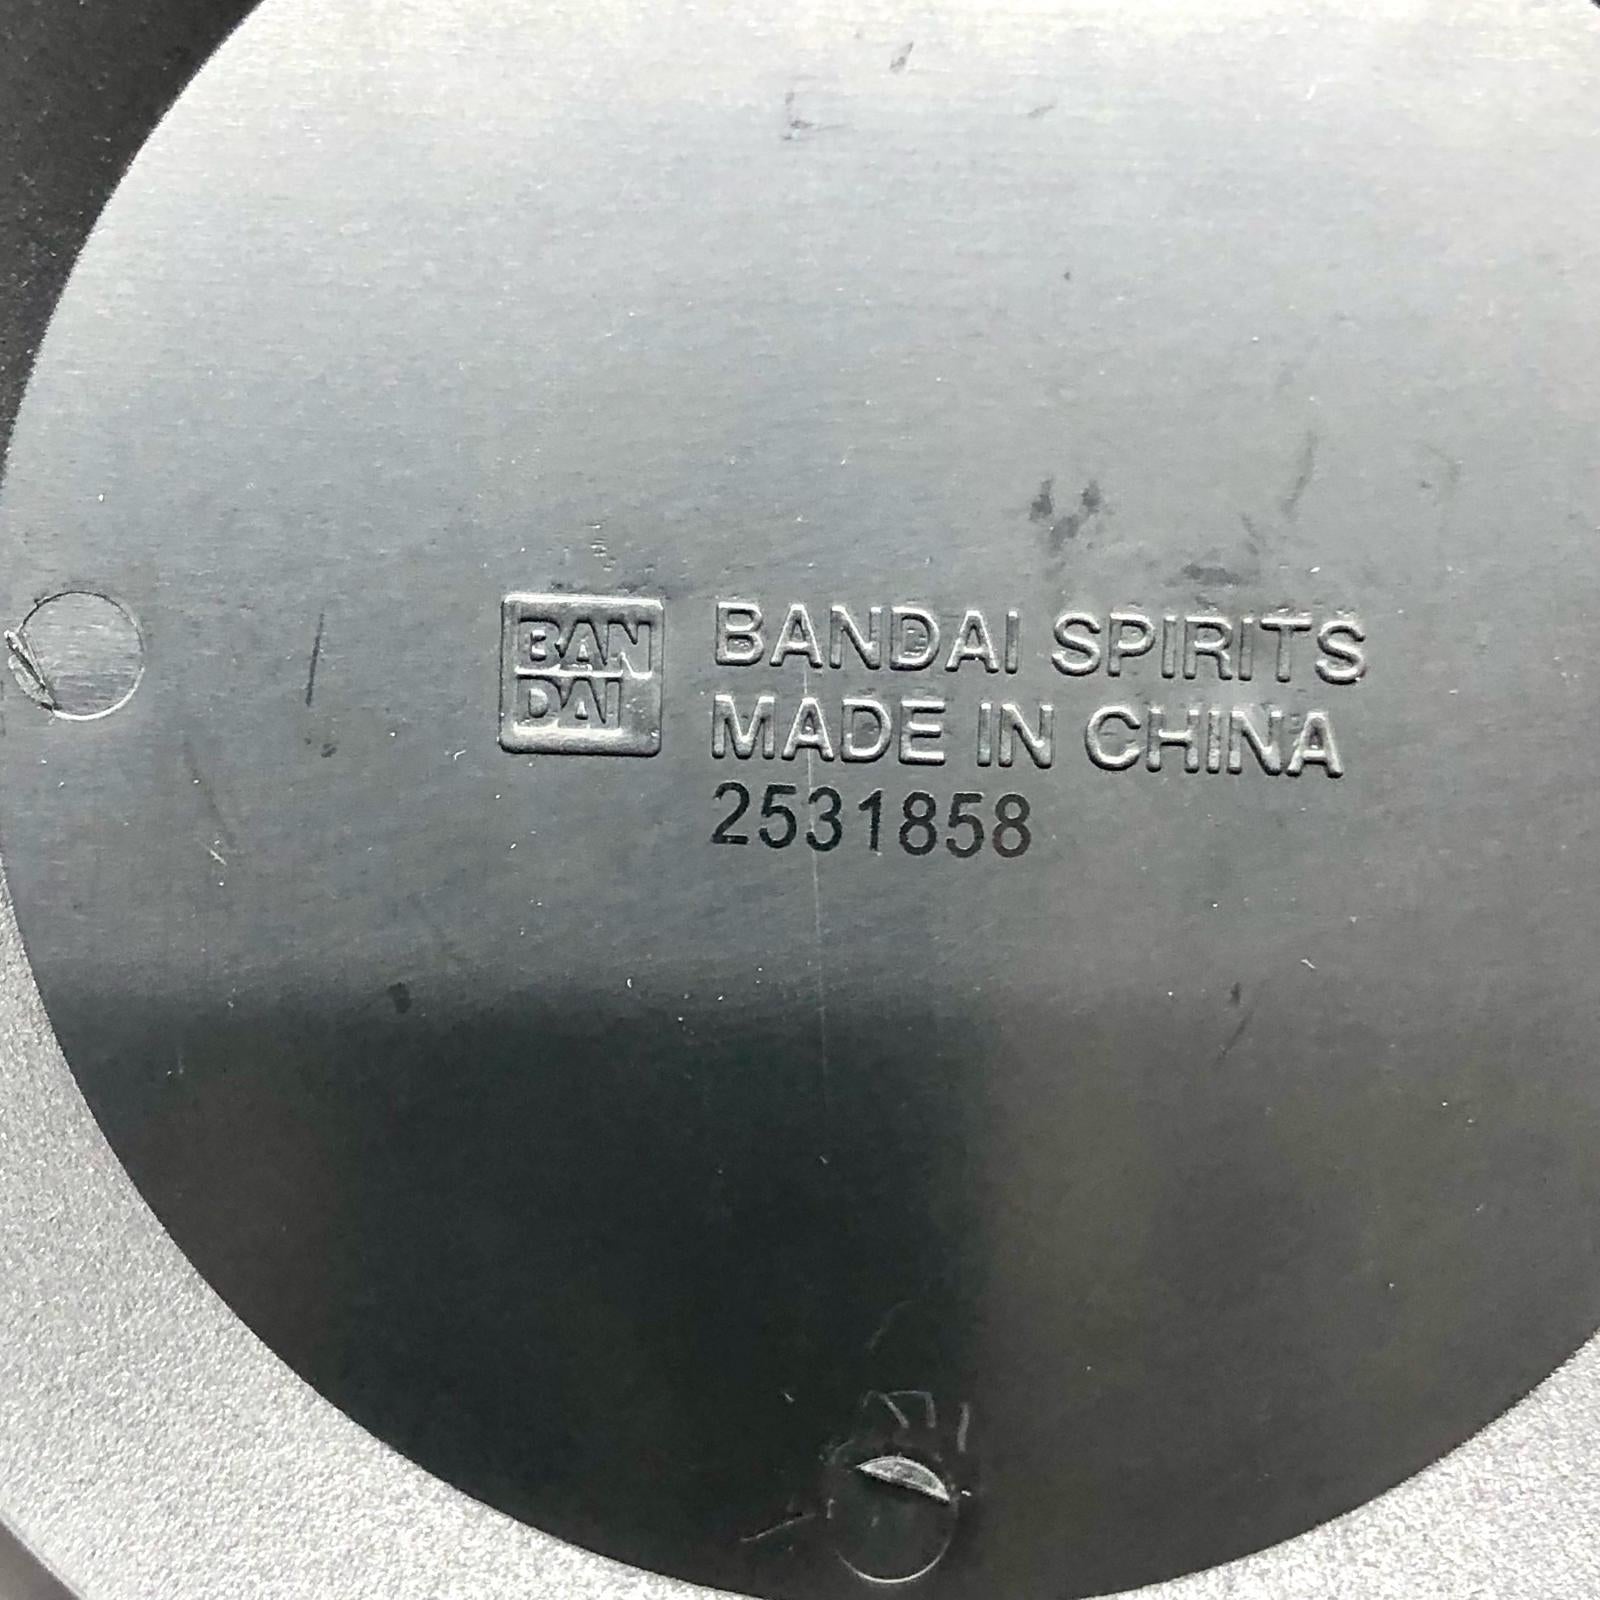 BAN
DAI
BANDAI SPIRITS
MADE IN CHINA
2531858